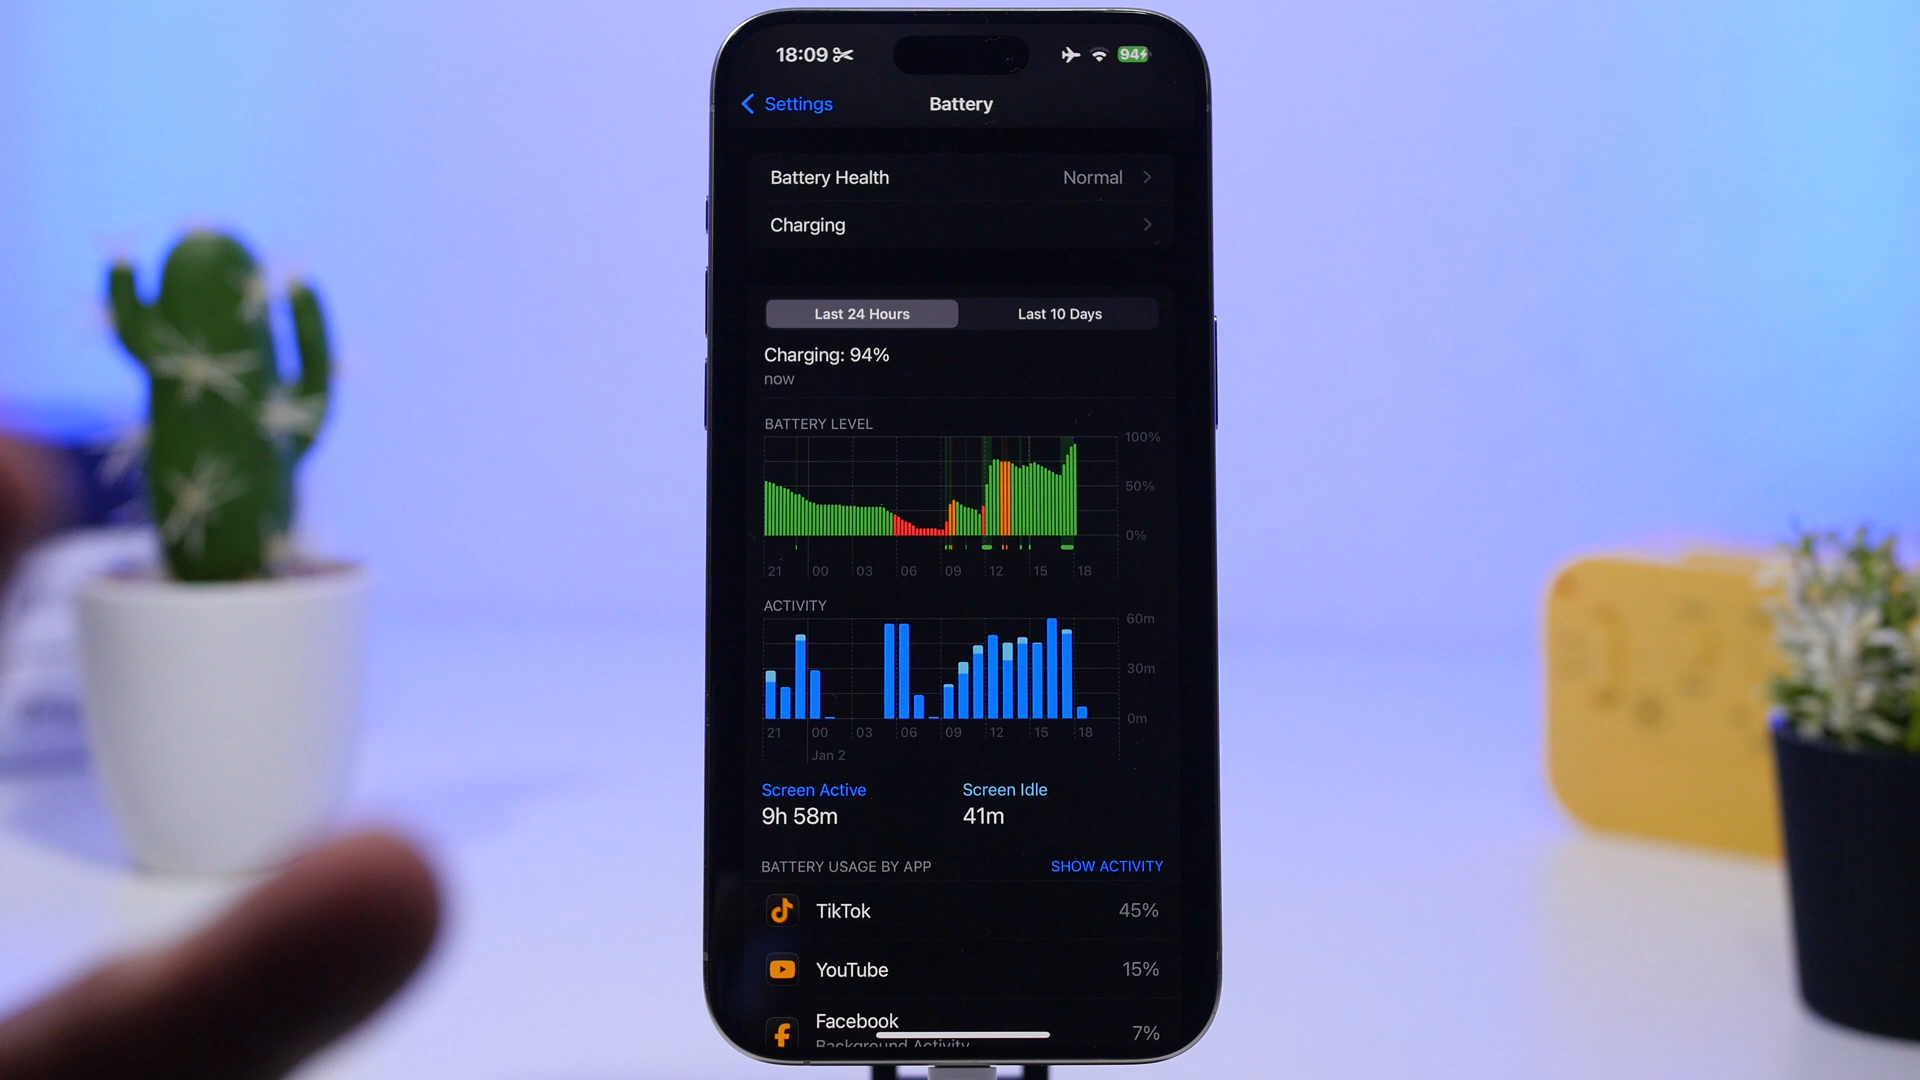 18:09
94
Settings
Battery
Battery Health Normal
Charging
Last 24 Hours Last 10 Days
Charging: 94%
now
BATTERY LEVEL
100%
50%
0%
21 00 03 06 09 12 15 18
ACTIVITY
60m
30m
0m
21 00 03 06 09 12 15 18
Jan 2
Screen Active Screen Idle
9h 58m 41m
BATTERY USAGE BY APP SHOW ACTIVITY
TikTok 45%
YouTube 15%
Facebook 7%
Background Activity